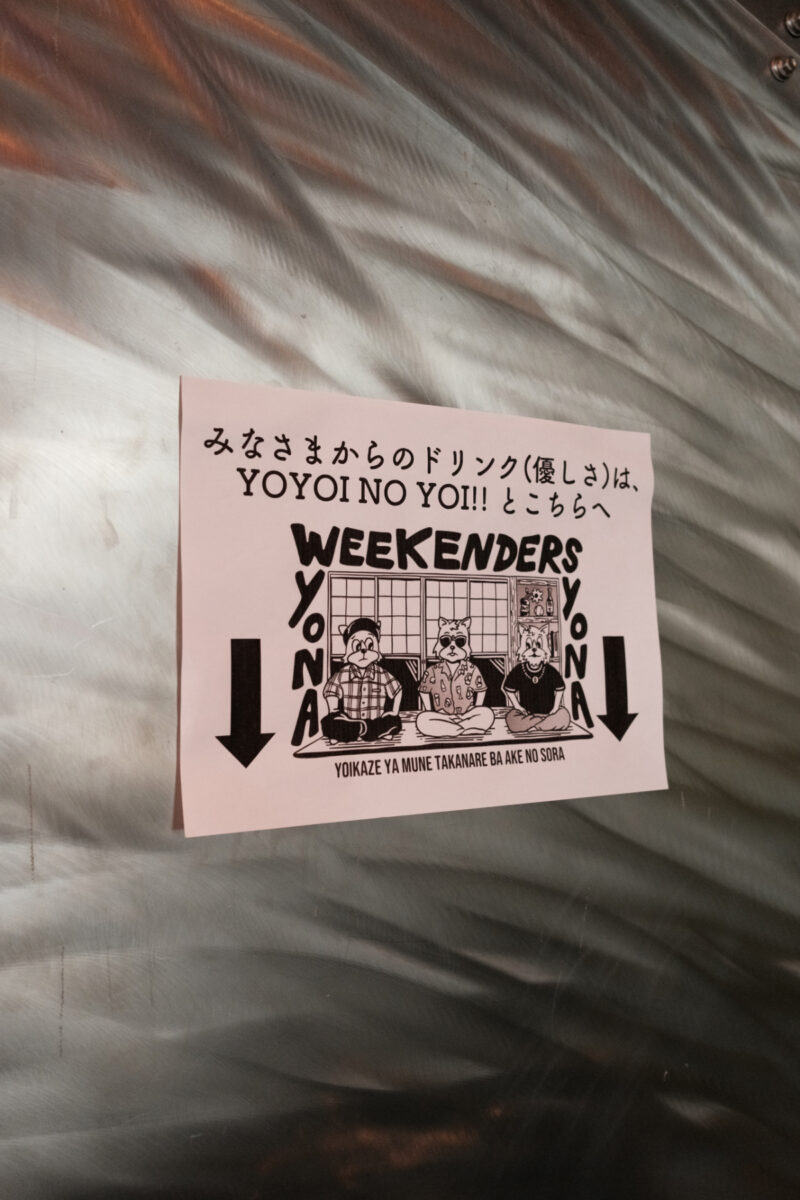 みなさまからのドリンク(優しさ)は、
YOYOI NO YOI!! とこちらへ
WEEKENDERS
YONA
YONA
YOIKAZE YA MUNE TAKANARE BA AKE NO SORA